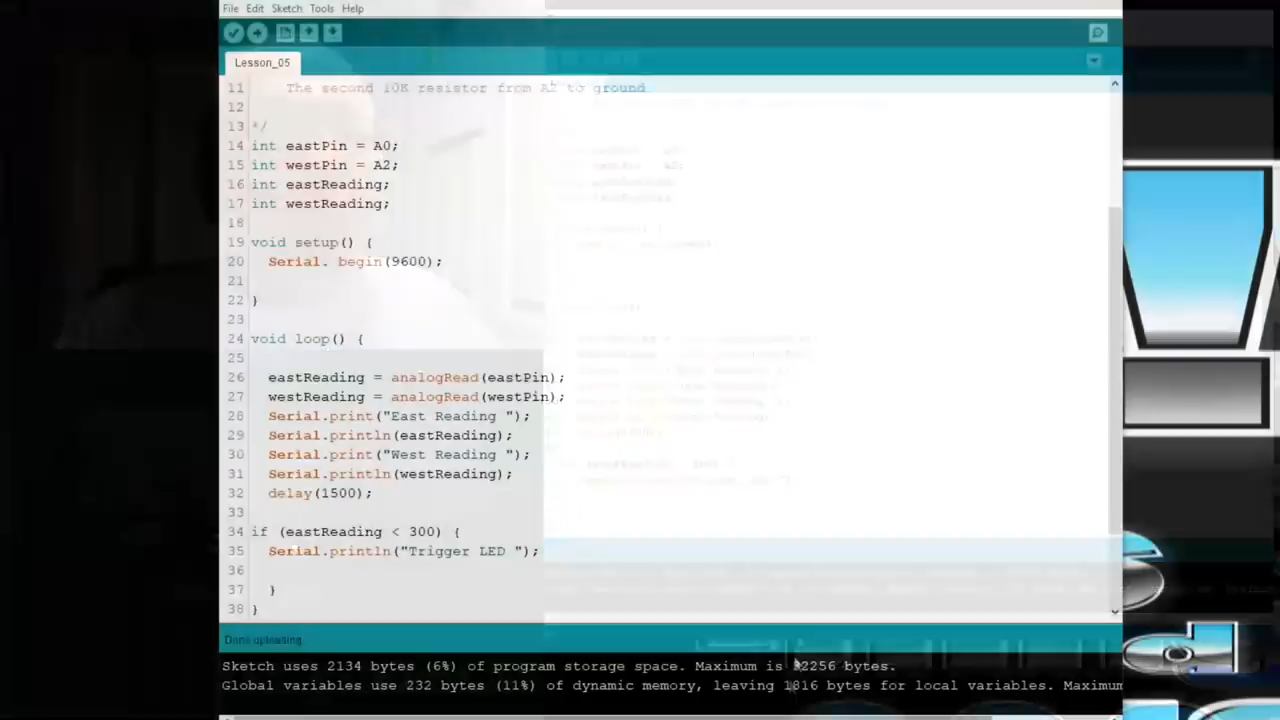 File Edit Sketch Tools Help
Lesson_05
11 The second 10K resistor from A2 to ground
12
13 */
14 int eastPin = A0;
15 int westPin = A2;
16 int eastReading;
17 int westReading;
18
19 void setup() {
20 Serial. begin(9600);
21
22 }
23
24 void loop() {
25
26 eastReading = analogRead(eastPin);
27 westReading = analogRead(westPin);
28 Serial.print("East Reading ");
29 Serial.println(eastReading);
30 Serial.print("West Reading ");
31 Serial.println(westReading);
32 delay(1500);
33
34 if (eastReading < 300) {
35 Serial.println("Trigger LED ");
36
37 }
38 }
Done uploading.
Sketch uses 2134 bytes (6%) of program storage space. Maximum is 32256 bytes.
Global variables use 232 bytes (11%) of dynamic memory, leaving 1816 bytes for local variables. Maximum